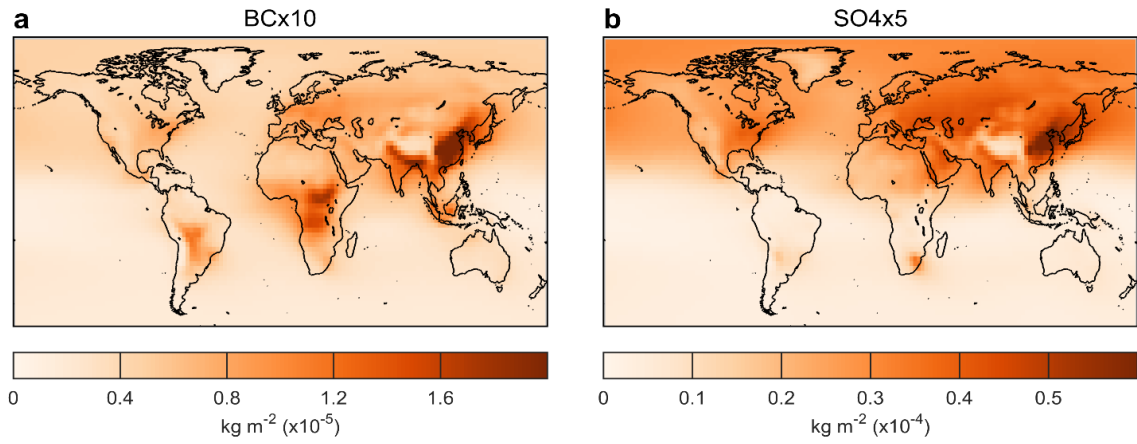 a BCx10
0 0.4 0.8 1.2 1.6
kg m⁻² (x10⁻⁵)
b SO4x5
0 0.1 0.2 0.3 0.4 0.5
kg m⁻² (x10⁻⁴)